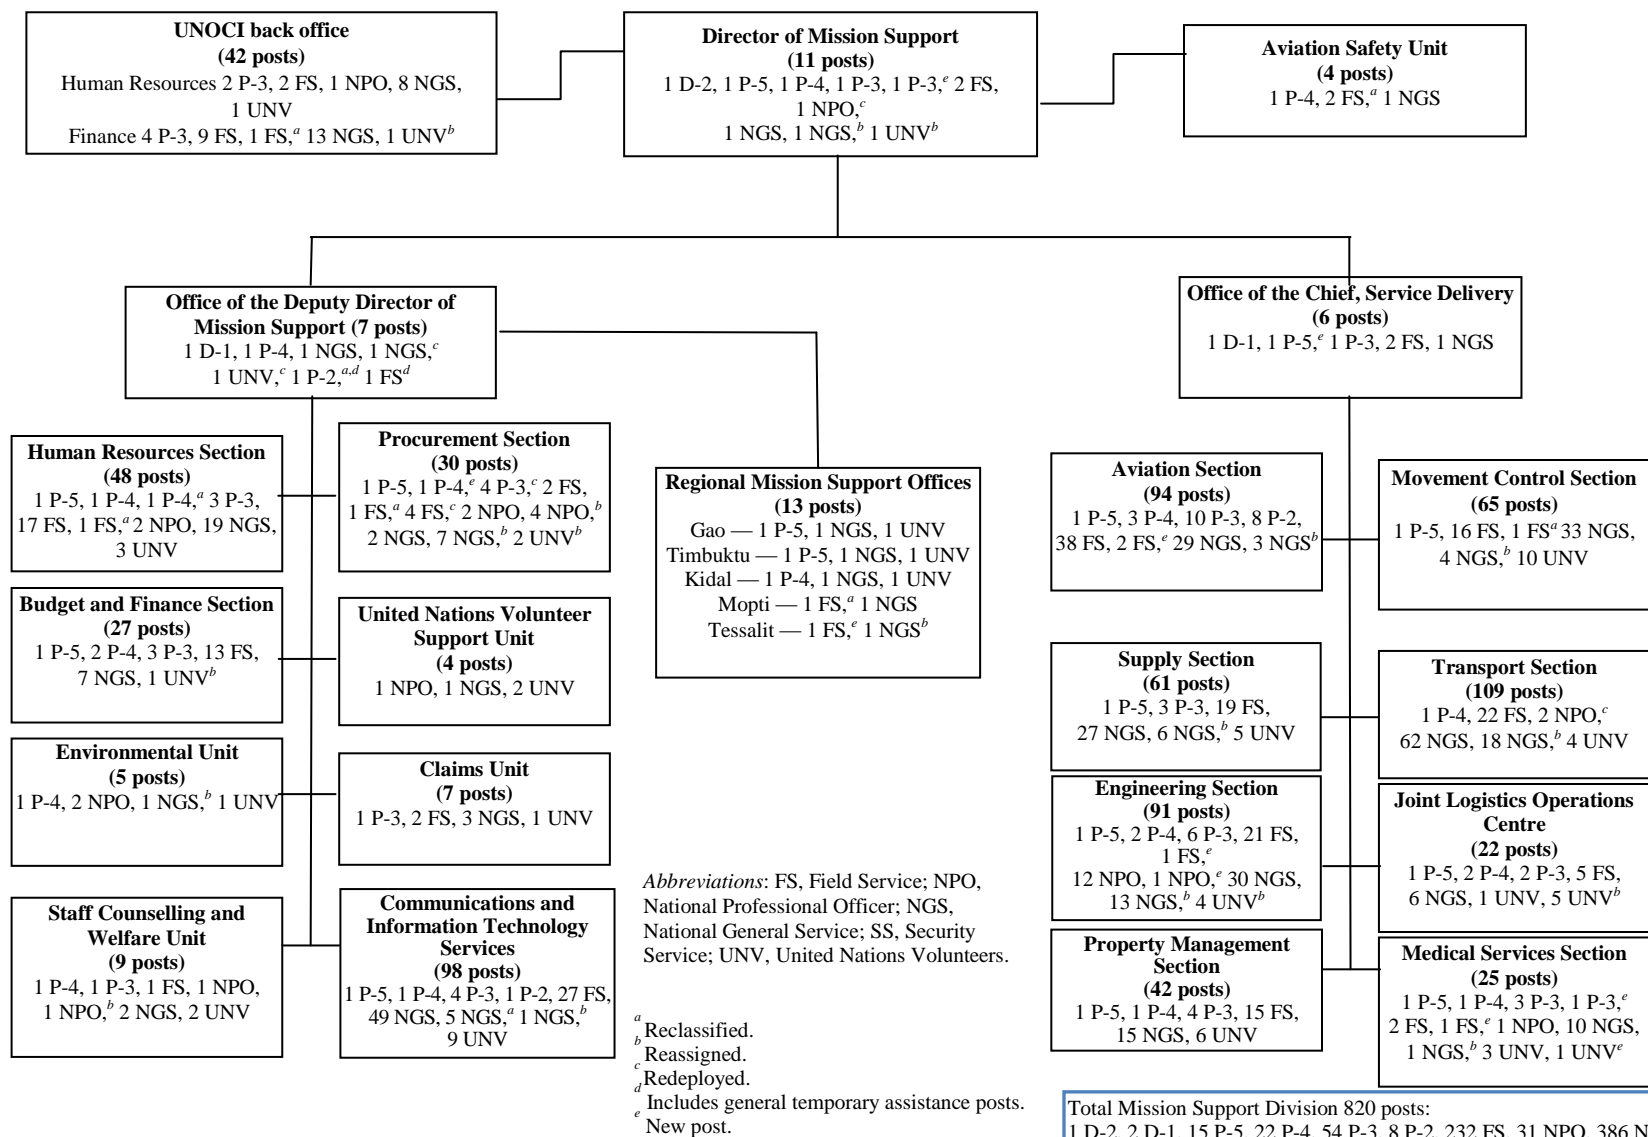 UNOCI back office
(42 posts)
Human Resources 2 P-3, 2 FS, 1 NPO, 8 NGS,
1 UNV
Finance 4 P-3, 9 FS, 1 FS,a 13 NGS, 1 UNVb
Director of Mission Support
(11 posts)
1 D-2, 1 P-5, 1 P-4, 1 P-3, 1 P-3,e 2 FS,
1 NPO,c
1 NGS, 1 NGS,b 1 UNVb
Aviation Safety Unit
(4 posts)
1 P-4, 2 FS,a 1 NGS
Office of the Deputy Director of
Mission Support (7 posts)
1 D-1, 1 P-4, 1 NGS, 1 NGS,c
1 UNV,c 1 P-2,a,d 1 FSd
Office of the Chief, Service Delivery
(6 posts)
1 D-1, 1 P-5,e 1 P-3, 2 FS, 1 NGS
Human Resources Section
(48 posts)
1 P-5, 1 P-4, 1 P-4,a 3 P-3,
17 FS, 1 FS,a 2 NPO, 19 NGS,
3 UNV
Procurement Section
(30 posts)
1 P-5, 1 P-4,e 4 P-3,c 2 FS,
1 FS,a 4 FS,c 2 NPO, 4 NPO,b
2 NGS, 7 NGS,b 2 UNVb
Regional Mission Support Offices
(13 posts)
Gao — 1 P-5, 1 NGS, 1 UNV
Timbuktu — 1 P-5, 1 NGS, 1 UNV
Kidal — 1 P-4, 1 NGS, 1 UNV
Mopti — 1 FS,a 1 NGS
Tessalit — 1 FS,e 1 NGSb
Aviation Section
(94 posts)
1 P-5, 3 P-4, 10 P-3, 8 P-2,
38 FS, 2 FS,e 29 NGS, 3 NGSb
Movement Control Section
(65 posts)
1 P-5, 16 FS, 1 FSa 33 NGS,
4 NGS,b 10 UNV
Budget and Finance Section
(27 posts)
1 P-5, 2 P-4, 3 P-3, 13 FS,
7 NGS, 1 UNVb
United Nations Volunteer
Support Unit
(4 posts)
1 NPO, 1 NGS, 2 UNV
Supply Section
(61 posts)
1 P-5, 3 P-3, 19 FS,
27 NGS, 6 NGS,b 5 UNV
Transport Section
(109 posts)
1 P-4, 22 FS, 2 NPO,c
62 NGS, 18 NGS,b 4 UNV
Environmental Unit
(5 posts)
1 P-4, 2 NPO, 1 NGS,b 1 UNV
Claims Unit
(7 posts)
1 P-3, 2 FS, 3 NGS, 1 UNV
Engineering Section
(91 posts)
1 P-5, 2 P-4, 6 P-3, 21 FS,
1 FS,e
12 NPO, 1 NPO,e 30 NGS,
13 NGS,b 4 UNVb
Joint Logistics Operations
Centre
(22 posts)
1 P-5, 2 P-4, 2 P-3, 5 FS,
6 NGS, 1 UNV, 5 UNVb
Staff Counselling and
Welfare Unit
(9 posts)
1 P-4, 1 P-3, 1 FS, 1 NPO,
1 NPO,b 2 NGS, 2 UNV
Communications and
Information Technology
Services
(98 posts)
1 P-5, 1 P-4, 4 P-3, 1 P-2, 27 FS,
49 NGS, 5 NGS,a 1 NGS,b
9 UNV
Property Management
Section
(42 posts)
1 P-5, 1 P-4, 4 P-3, 15 FS,
15 NGS, 6 UNV
Medical Services Section
(25 posts)
1 P-5, 1 P-4, 3 P-3, 1 P-3,e
2 FS, 1 FS,e 1 NPO, 10 NGS,
1 NGS,b 3 UNV, 1 UNVe
Abbreviations: FS, Field Service; NPO,
National Professional Officer; NGS,
National General Service; SS, Security
Service; UNV, United Nations Volunteers.
a Reclassified.
b Reassigned.
c Redeployed.
d Includes general temporary assistance posts.
e New post.
Total Mission Support Division 820 posts:
1 D-2, 2 D-1, 15 P-5, 22 P-4, 54 P-3, 8 P-2, 232 FS, 31 NPO, 386 N